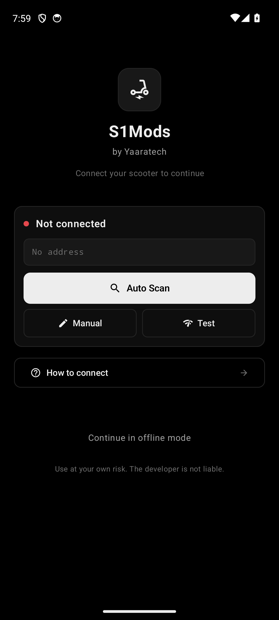 7:59
S1Mods
by Yaaratech
Connect your scooter to continue
Not connected
No address
Auto Scan
Manual
Test
How to connect
Continue in offline mode
Use at your own risk. The developer is not liable.